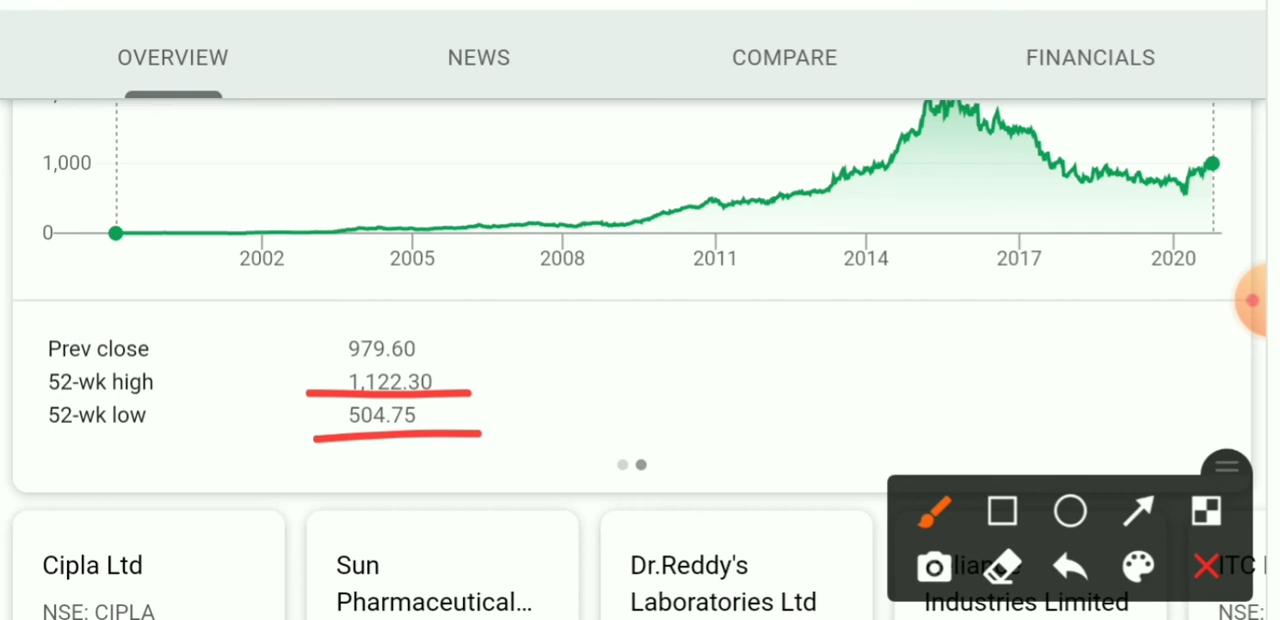 OVERVIEW NEWS COMPARE FINANCIALS
1,000
0
2002 2005 2008 2011 2014 2017 2020
Prev close 979.60
52-wk high 1,122.30
52-wk low 504.75
Cipla Ltd
NSE: CIPLA
Sun
Pharmaceutical...
Dr.Reddy's
Laboratories Ltd
Industries Limited
ITC
NSE: